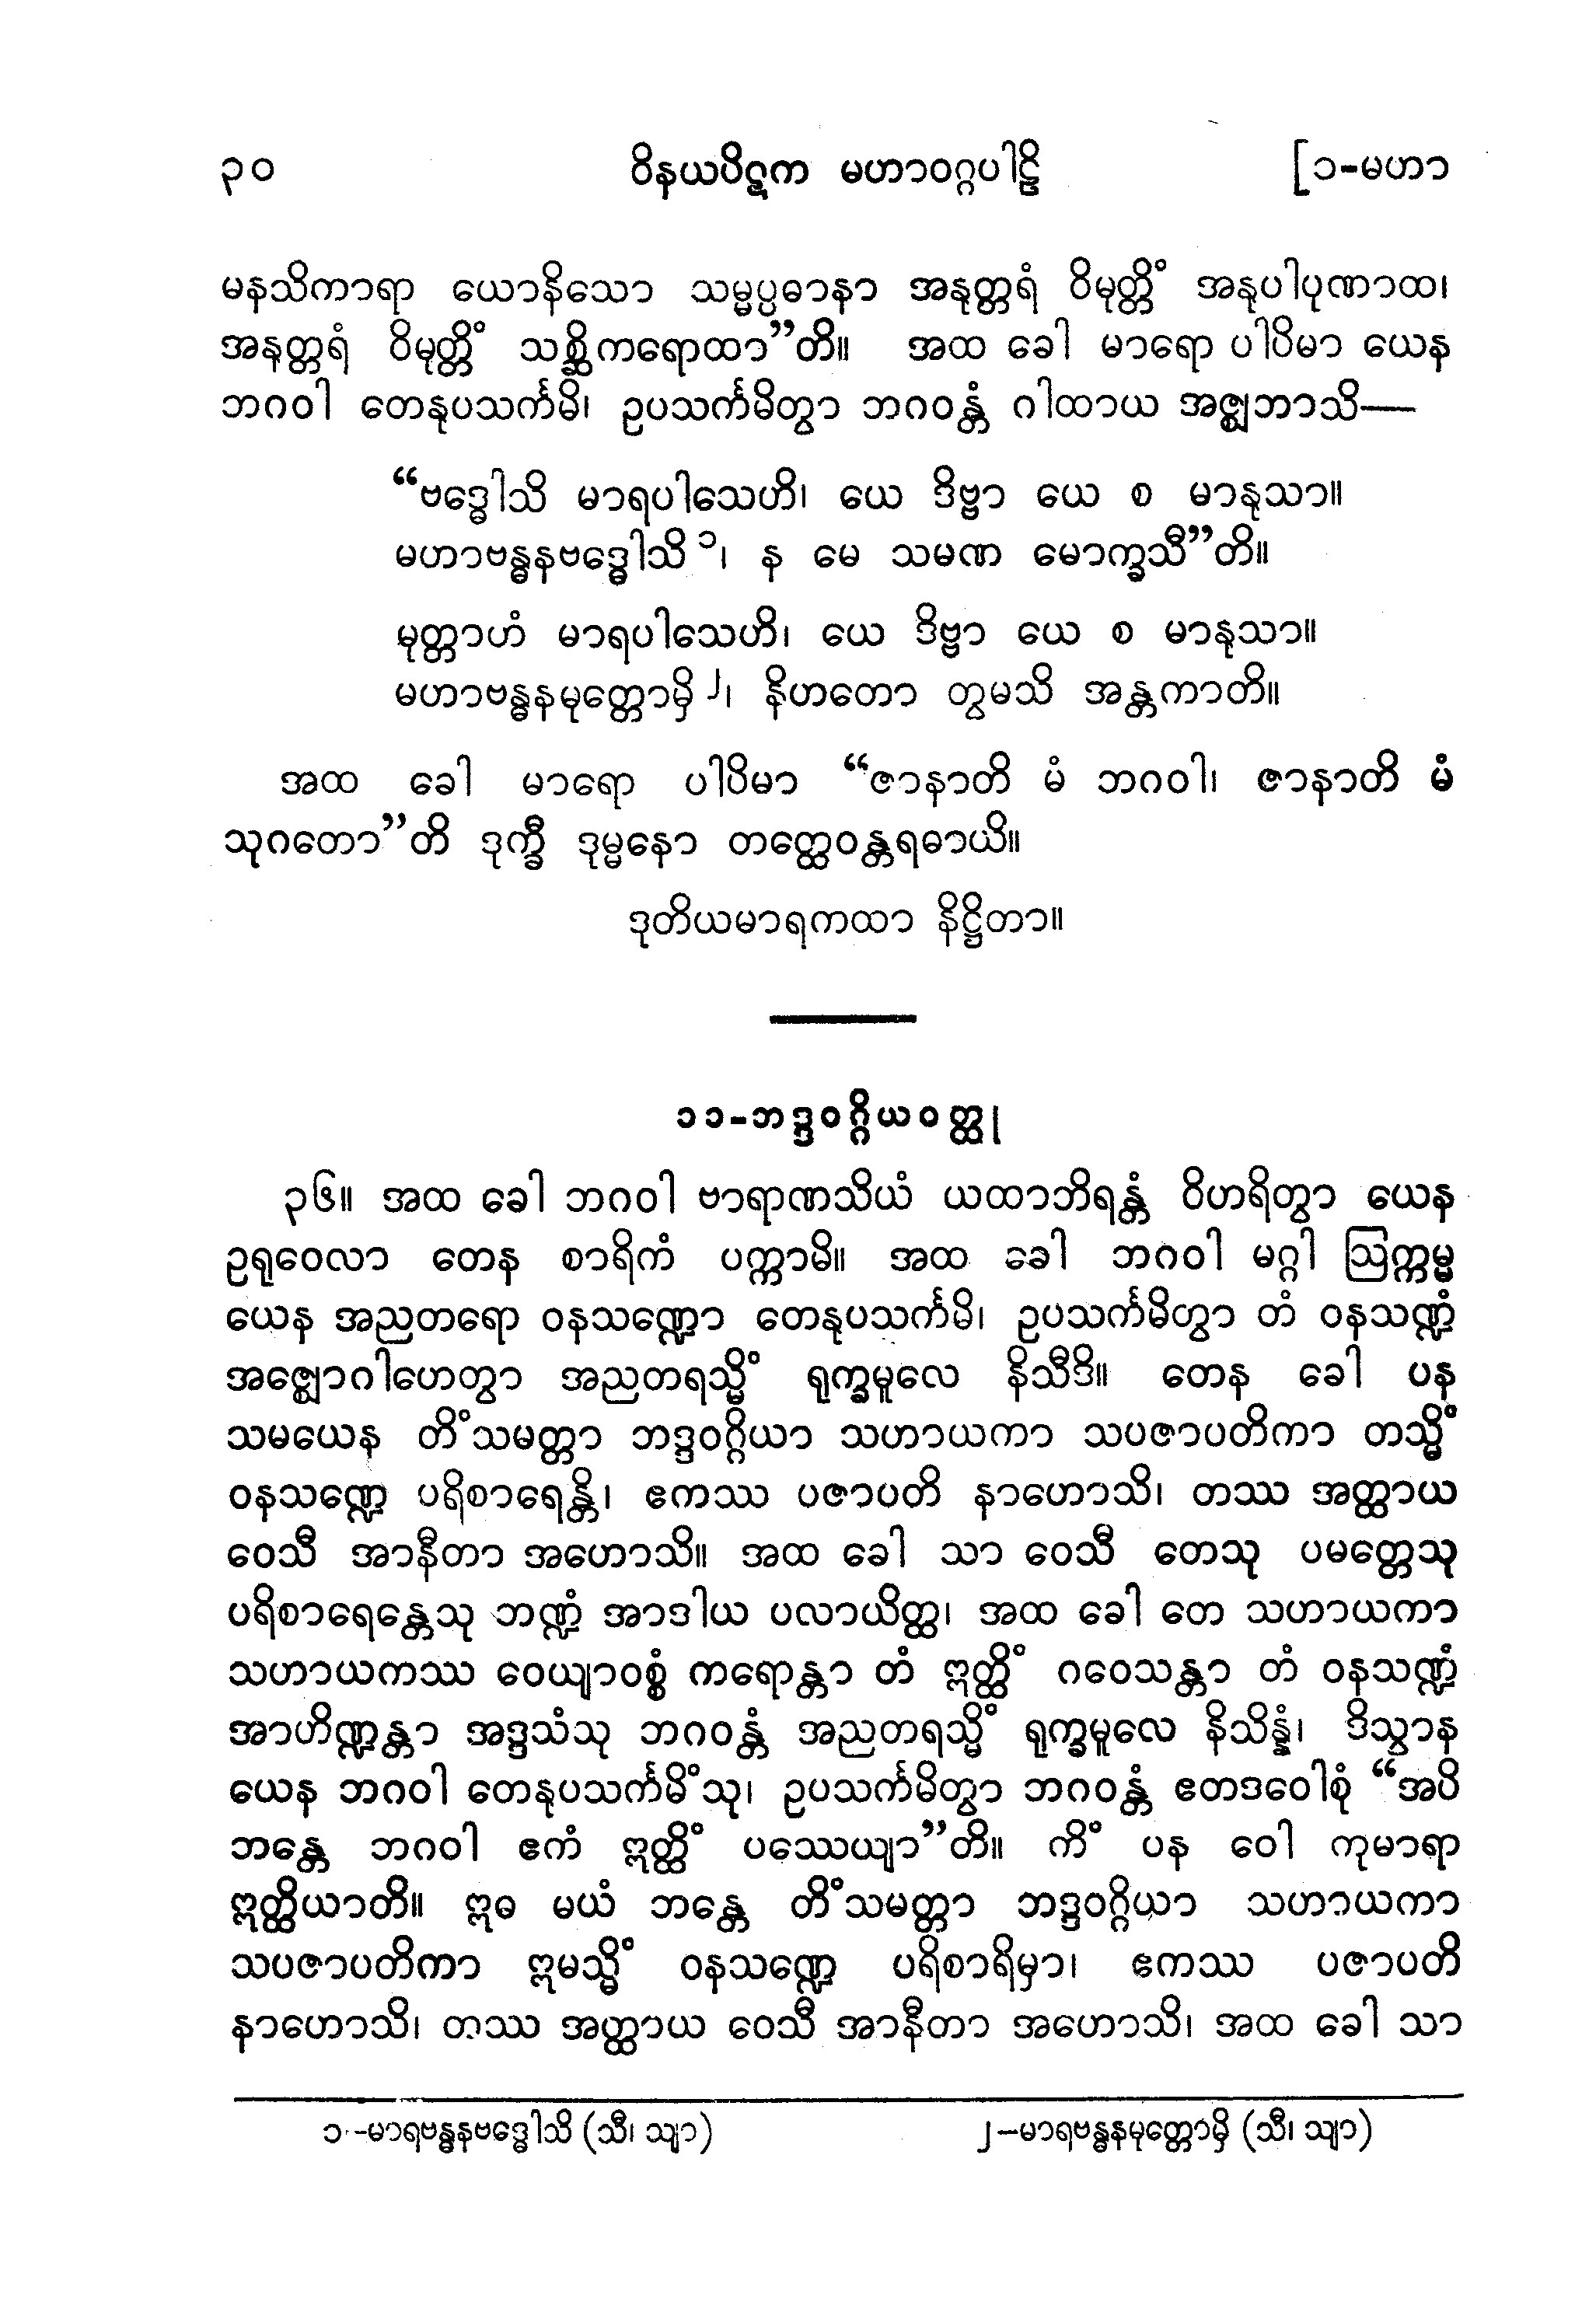 ၃၀ ဝိနယပိဋက မဟာဝဂ္ဂပါဠိ [၁-မဟာ
မနသိကာရာ ယောနိသော သမ္မပ္ပဓာနာ အနုတ္တရံ ဝိမုတ္တိံ အနုပါပုဏာထ၊
အနုတ္တရံ ဝိမုတ္တိံ သစ္ဆိကရောထာ”တိ။ အထ ခေါ မာရော ပါပိမာ ယေန
ဘဂဝါ တေနုပသင်္ကမိ၊ ဥပသင်္ကမိတွာ ဘဂဝန္တံ ဂါထာယ အဇ္ဈဘာသိ—
“ဗဒ္ဓေါသိ မာရပါသေဟိ၊ ယေ ဒိဗ္ဗာ ယေ စ မာနုသာ။
မဟာဗန္ဓနဗဒ္ဓေါသိ ၁၊ န မေ သမဏ မောက္ခသီ”တိ။
မုတ္တာဟံ မာရပါသေဟိ၊ ယေ ဒိဗ္ဗာ ယေ စ မာနုသာ။
မဟာဗန္ဓနမုတ္တောမှိ ၂၊ နိဟတော တွမသိ အန္တကာတိ။
အထ ခေါ မာရော ပါပိမာ “ဇာနာတိ မံ ဘဂဝါ၊ ဇာနာတိ မံ
သုဂတော”တိ ဒုက္ခီ ဒုမ္မနော တတ္ထေဝန္တရဓာယိ။
ဒုတိယမာရကထာ နိဋ္ဌိတာ။
၁၁-ဘဒ္ဒဝဂ္ဂိယဝတ္ထု
၃၆။ အထ ခေါ ဘဂဝါ ဗာရာဏသိယံ ယထာဘိရန္တံ ဝိဟရိတွာ ယေန
ဥရုဝေလာ တေန စာရိကံ ပက္ကာမိ။ အထ ခေါ ဘဂဝါ မဂ္ဂါ ဩက္ကမ္မ
ယေန အညတရော ဝနသဏ္ဍော တေနုပသင်္ကမိ၊ ဥပသင်္ကမိတွာ တံ ဝနသဏ္ဍံ
အဇ္ဈောဂါဟေတွာ အညတရသ္မိံ ရုက္ခမူလေ နိသီဒိ။ တေန ခေါ ပန
သမယေန တိံသမတ္တာ ဘဒ္ဒဝဂ္ဂိယာ သဟာယကာ သပဇာပတိကာ တသ္မိံ
ဝနသဏ္ဍေ ပရိစာရေန္တိ၊ ဧကဿ ပဇာပတိ နာဟောသိ၊ တဿ အတ္ထာယ
ဝေသီ အာနီတာ အဟောသိ။ အထ ခေါ သာ ဝေသီ တေသု ပမတ္တေသု
ပရိစာရေန္တေသု ဘဏ္ဍံ အာဒါယ ပလာယိတ္ထ၊ အထ ခေါ တေ သဟာယကာ
သဟာယကဿ ဝေယျာဝစ္စံ ကရောန္တာ တံ ဣတ္ထိံ ဂဝေသန္တာ တံ ဝနသဏ္ဍံ
အာဟိဏ္ဍန္တာ အဒ္ဒသံသု ဘဂဝန္တံ အညတရသ္မိံ ရုက္ခမူလေ နိသိန္နံ၊ ဒိသွာန
ယေန ဘဂဝါ တေနုပသင်္ကမိံသု၊ ဥပသင်္ကမိတွာ ဘဂဝန္တံ ဧတဒဝေါစုံ “အပိ
ဘန္တေ ဘဂဝါ ဧကံ ဣတ္ထိံ ပဿေယျာ”တိ။ ကိံ ပန ဝေါ ကုမာရာ
ဣတ္ထိယာတိ။ ဣဓ မယံ ဘန္တေ တိံသမတ္တာ ဘဒ္ဒဝဂ္ဂိယာ သဟာယကာ
သပဇာပတိကာ ဣမသ္မိံ ဝနသဏ္ဍေ ပရိစာရိမှာ၊ ဧကဿ ပဇာပတိ
နာဟောသိ၊ တဿ အတ္ထာယ ဝေသီ အာနီတာ အဟောသိ၊ အထ ခေါ သာ
၁-မာရဗန္ဓနဗဒ္ဓေါသိ (သီ၊ သျာ) ၂-မာရဗန္ဓနမုတ္တောမှိ (သီ၊ သျာ)